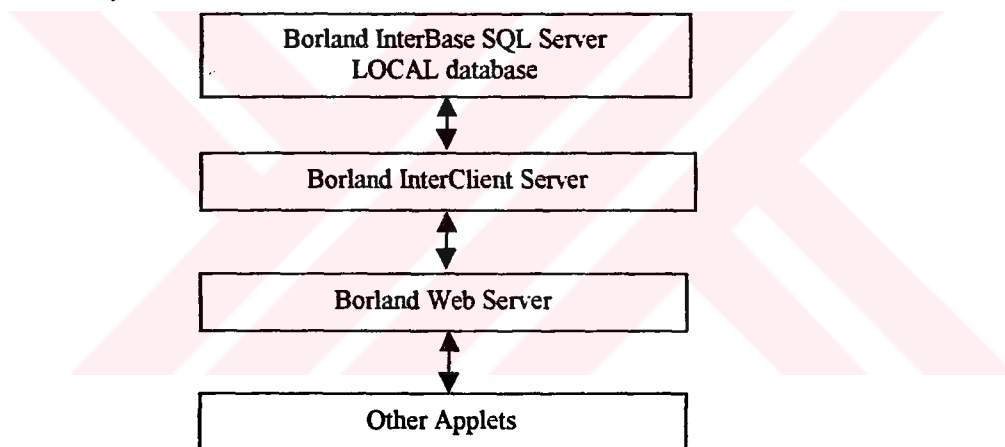 Borland InterBase SQL Server
LOCAL database
Borland InterClient Server
Borland Web Server
Other Applets